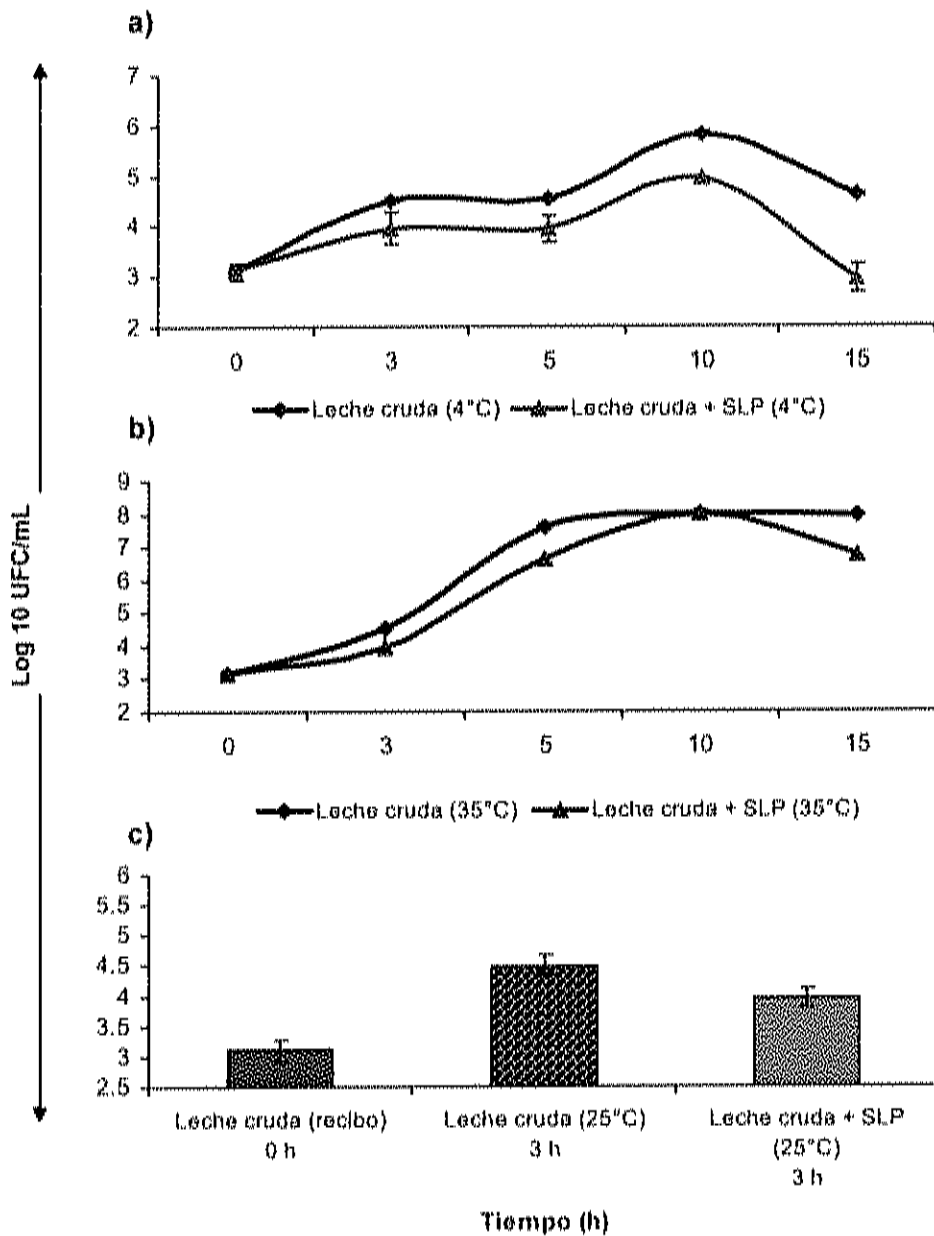 a)
Log 10 UFC/mL
7
6
5
4
3
2
0 3 5 10 15
Leche cruda (4°C) Leche cruda + SLP (4°C)
b)
9
8
7
6
5
4
3
2
0 3 5 10 15
Leche cruda (35°C) Leche cruda + SLP (35°C)
c)
6
5.5
5
4.5
4
3.5
3
2.5
Leche cruda (recibo)
0 h
Leche cruda (25°C)
3 h
Leche cruda + SLP
(25°C)
3 h
Tiempo (h)